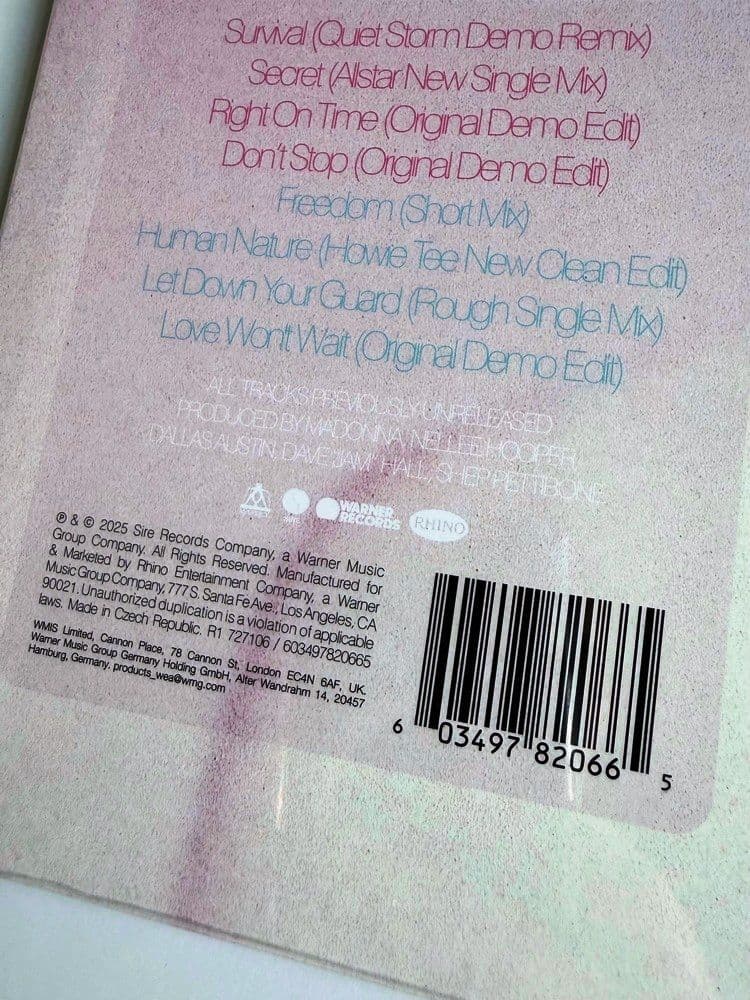 Survival (Quiet Storm Demo Remix)
Secret (Allstar New Single Mix)
Right On Time (Original Demo Edit)
Don't Stop (Original Demo Edit)
Freedom (Short Mix)
Human Nature (Howie Tee New Clean Edit)
Let Down Your Guard (Rough Single Mix)
Love Won't Wait (Original Demo Edit)
ALL TRACKS PREVIOUSLY UNRELEASED
PRODUCED BY MADONNA, NELLEE HOOPER,
DALLAS AUSTIN, DAVE "JAM" HALL, SHEP PETTIBONE
WARNER
RECORDS
RHINO
℗ & © 2025 Sire Records Company, a Warner Music
Group Company. All Rights Reserved. Manufactured for
& Marketed by Rhino Entertainment Company, a Warner
Music Group Company, 777 S. Santa Fe Ave., Los Angeles, CA
90021. Unauthorized duplication is a violation of applicable
laws. Made in Czech Republic. R1 727106 / 603497820665
WMIS Limited, Cannon Place, 78 Cannon St, London EC4N 6AF, UK.
Warner Music Group Germany Holding GmbH, Alter Wandrahm 14, 20457
Hamburg, Germany. products_wea@wmg.com
6 03497 82066 5